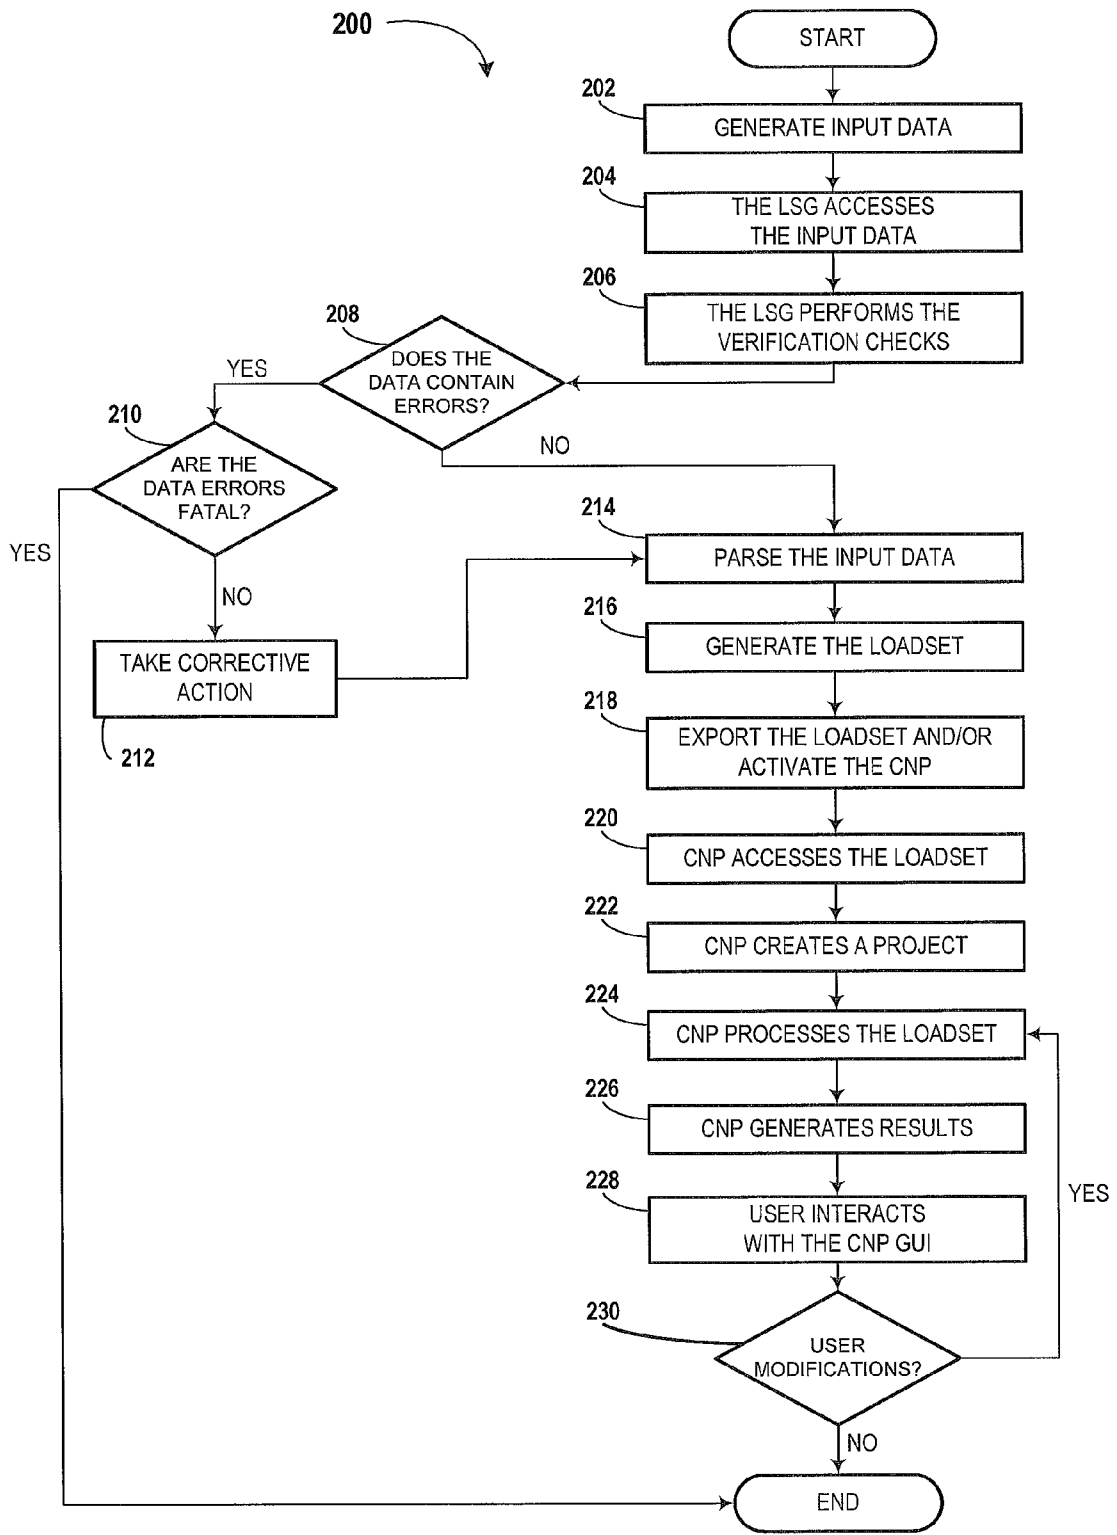 200
START
202
GENERATE INPUT DATA
204
THE LSG ACCESSES
THE INPUT DATA
206
THE LSG PERFORMS THE
VERIFICATION CHECKS
208
DOES THE
DATA CONTAIN
ERRORS?
YES
NO
210
ARE THE
DATA ERRORS
FATAL?
YES
NO
TAKE CORRECTIVE
ACTION
212
214
PARSE THE INPUT DATA
216
GENERATE THE LOADSET
218
EXPORT THE LOADSET AND/OR
ACTIVATE THE CNP
220
CNP ACCESSES THE LOADSET
222
CNP CREATES A PROJECT
224
CNP PROCESSES THE LOADSET
226
CNP GENERATES RESULTS
228
USER INTERACTS
WITH THE CNP GUI
230
USER
MODIFICATIONS?
YES
NO
END